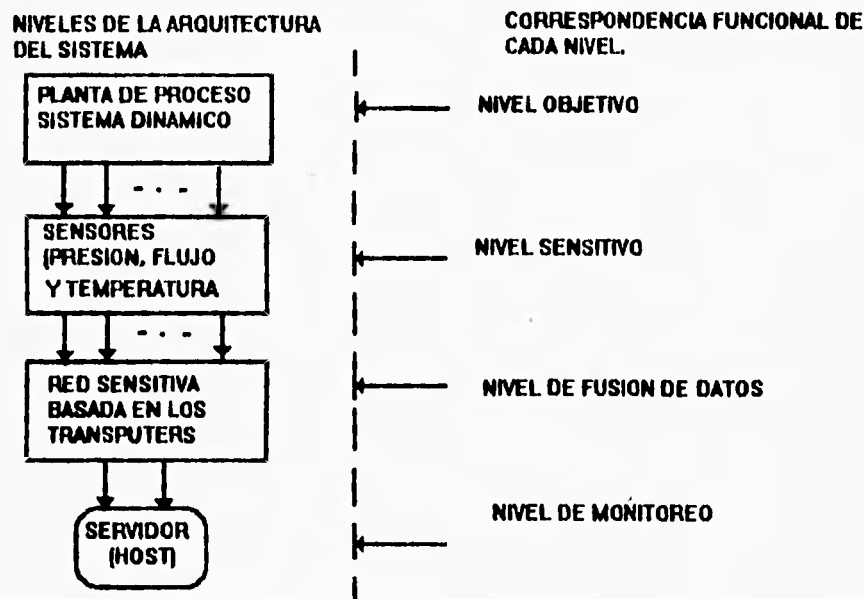 NIVELES DE LA ARQUITECTURA
DEL SISTEMA
CORRESPONDENCIA FUNCIONAL DE
CADA NIVEL.
PLANTA DE PROCESO
SISTEMA DINAMICO
NIVEL OBJETIVO
SENSORES
(PRESION, FLUJO
Y TEMPERATURA
NIVEL SENSITIVO
RED SENSITIVA
BASADA EN LOS
TRANSPUTERS
NIVEL DE FUSION DE DATOS
SERVIDOR
(HOST)
NIVEL DE MONITOREO